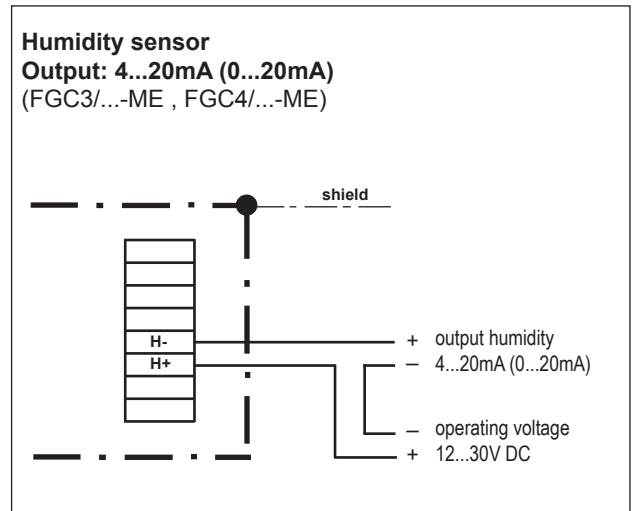 Humidity sensor
Output: 4...20mA (0...20mA)
(FGC3/...-ME , FGC4/...-ME)
shield
H-
H+
+ output humidity
– 4...20mA (0...20mA)
– operating voltage
+ 12...30V DC